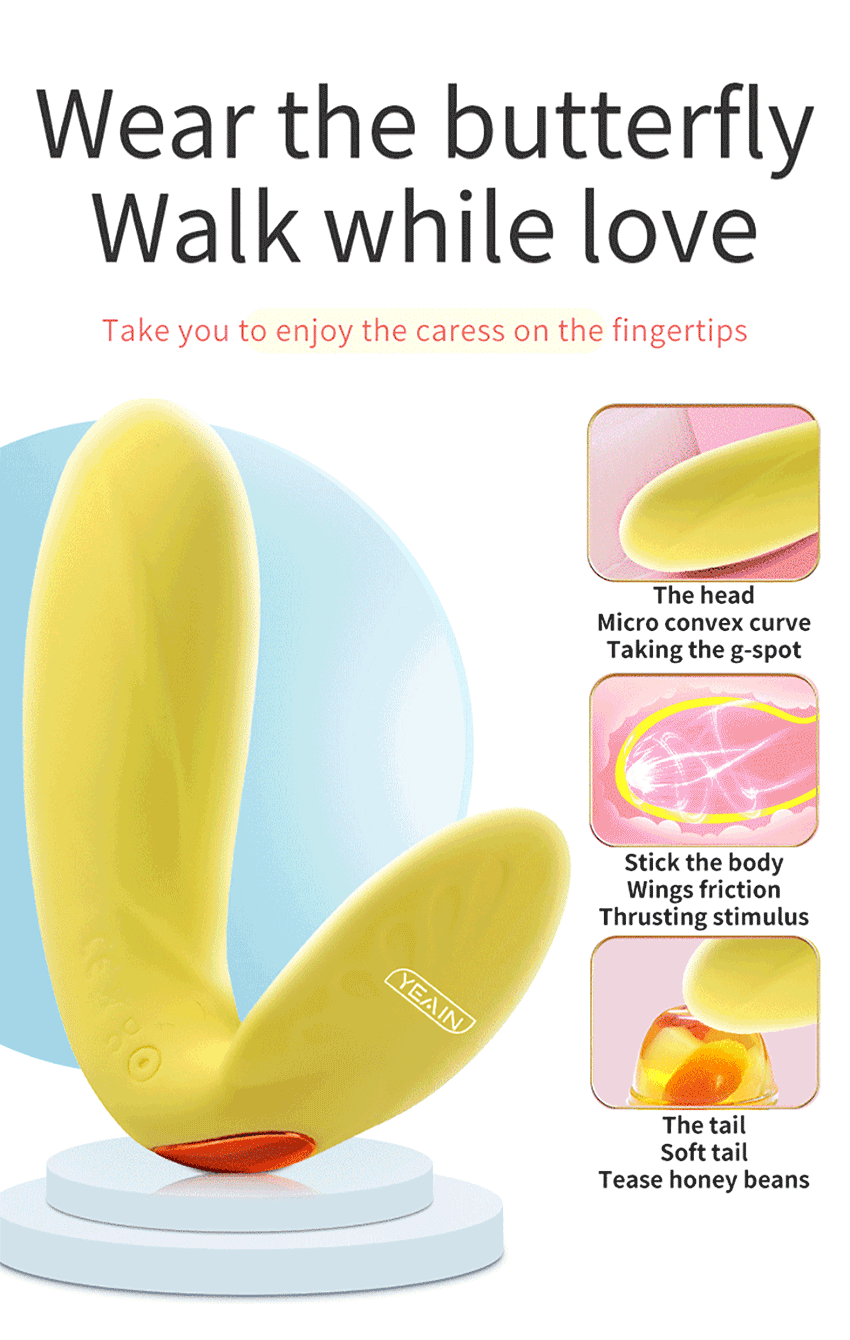 Wear the butterfly
Walk while love
Take you to enjoy the caress on the fingertips
The head
Micro convex curve
Taking the g-spot
Stick the body
Wings friction
Thrusting stimulus
YEAIN
The tail
Soft tail
Tease honey beans